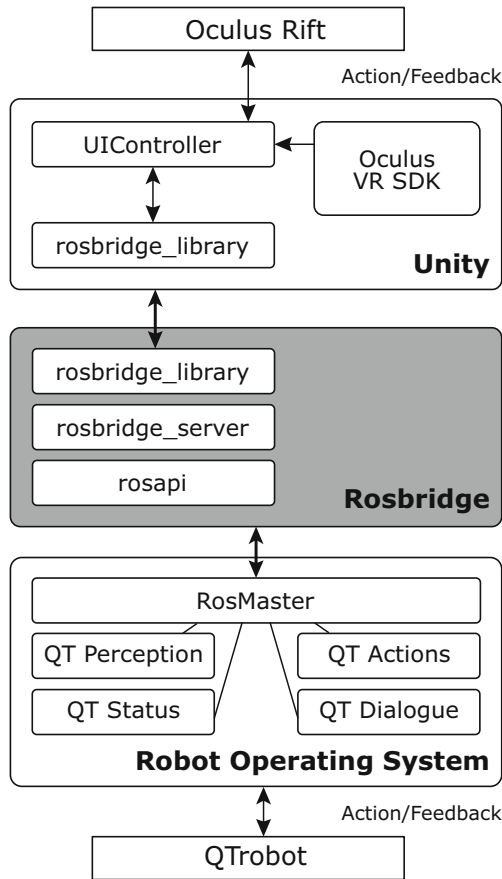 Oculus Rift
Action/Feedback
UIController
Oculus
VR SDK
rosbridge_library
Unity
rosbridge_library
rosbridge_server
rosapi
Rosbridge
RosMaster
QT Perception
QT Actions
QT Status
QT Dialogue
Robot Operating System
Action/Feedback
QTrobot